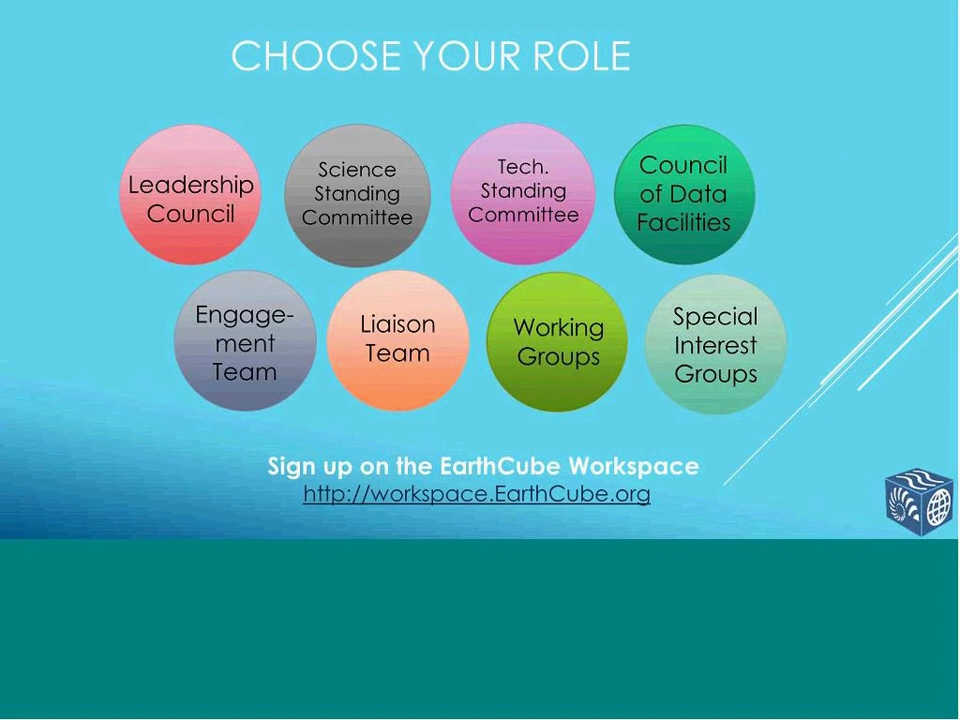 CHOOSE YOUR ROLE
Leadership
Council
Science
Standing
Committee
Tech.
Standing
Committee
Council
of Data
Facilities
Engage-
ment
Team
Liaison
Team
Working
Groups
Special
Interest
Groups
Sign up on the EarthCube Workspace
http://workspace.EarthCube.org